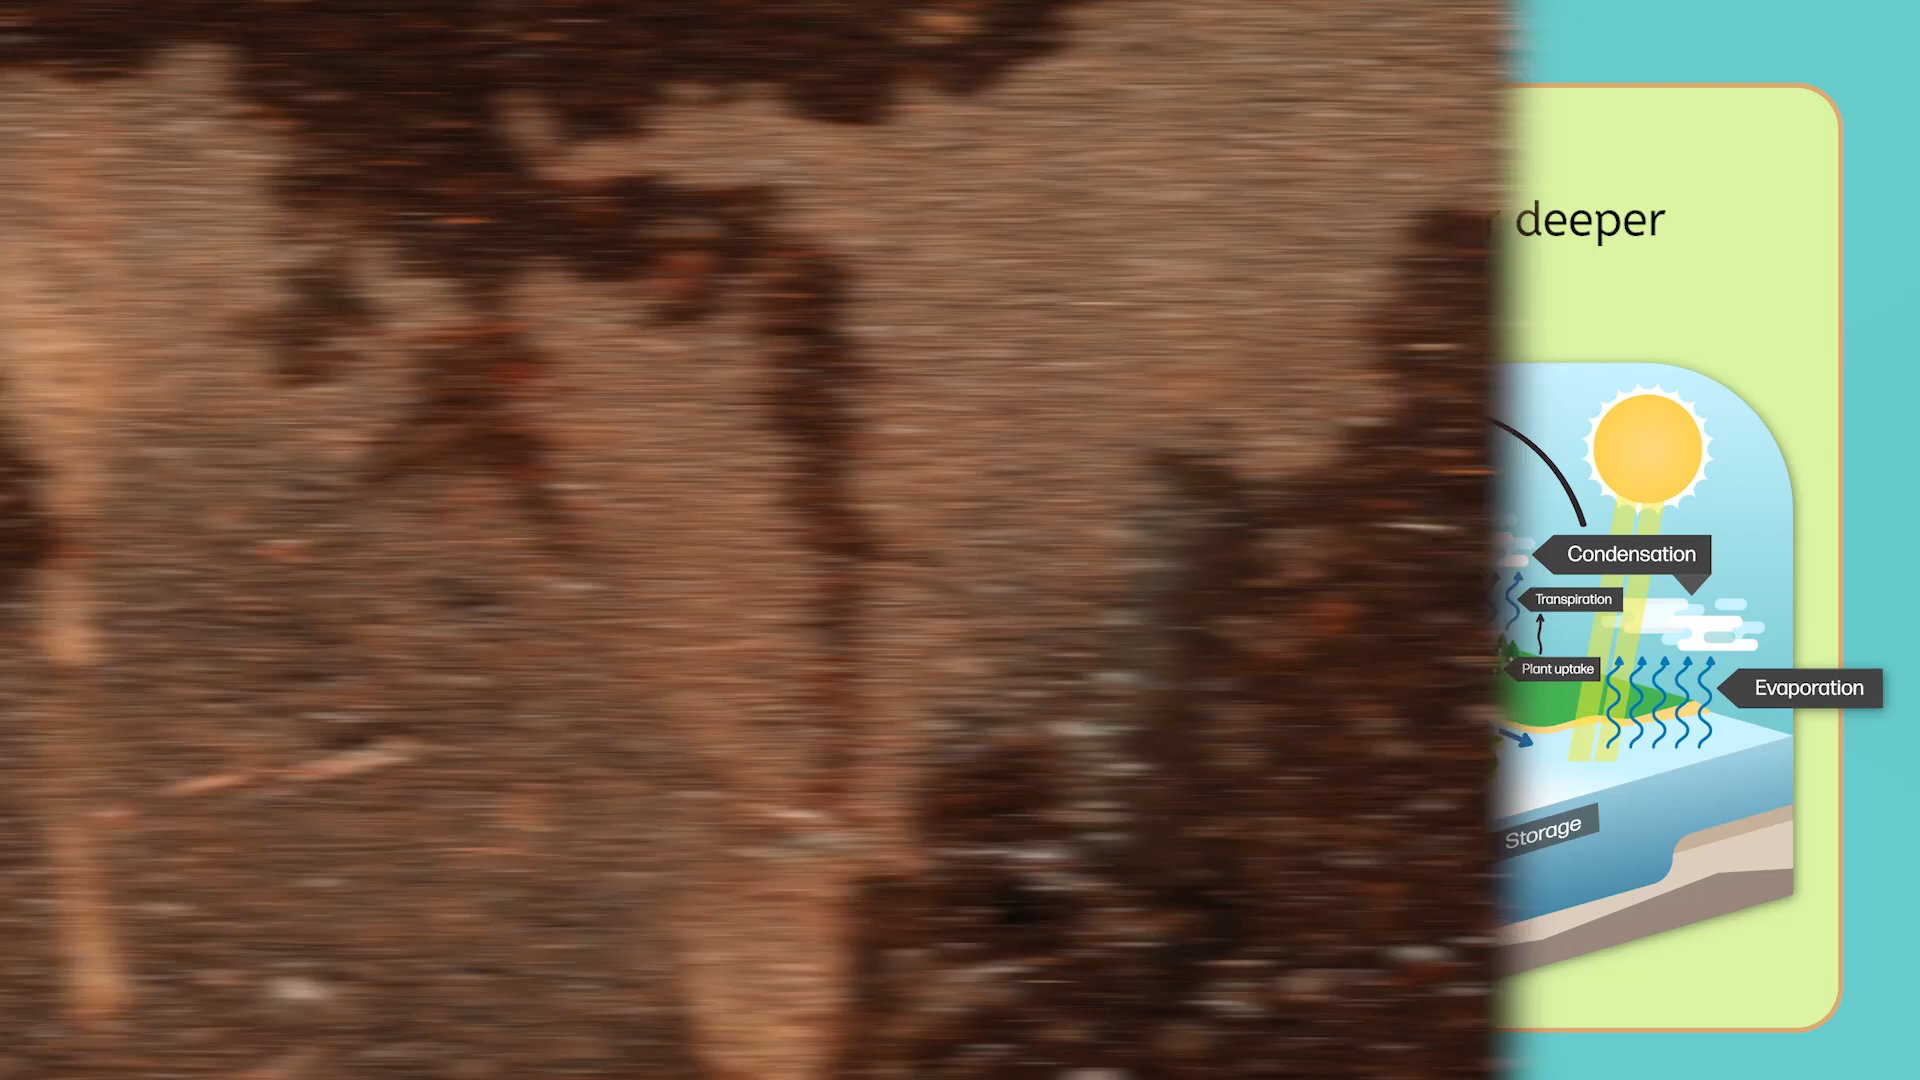 deeper
Condensation
Transpiration
Plant uptake
Evaporation
Storage